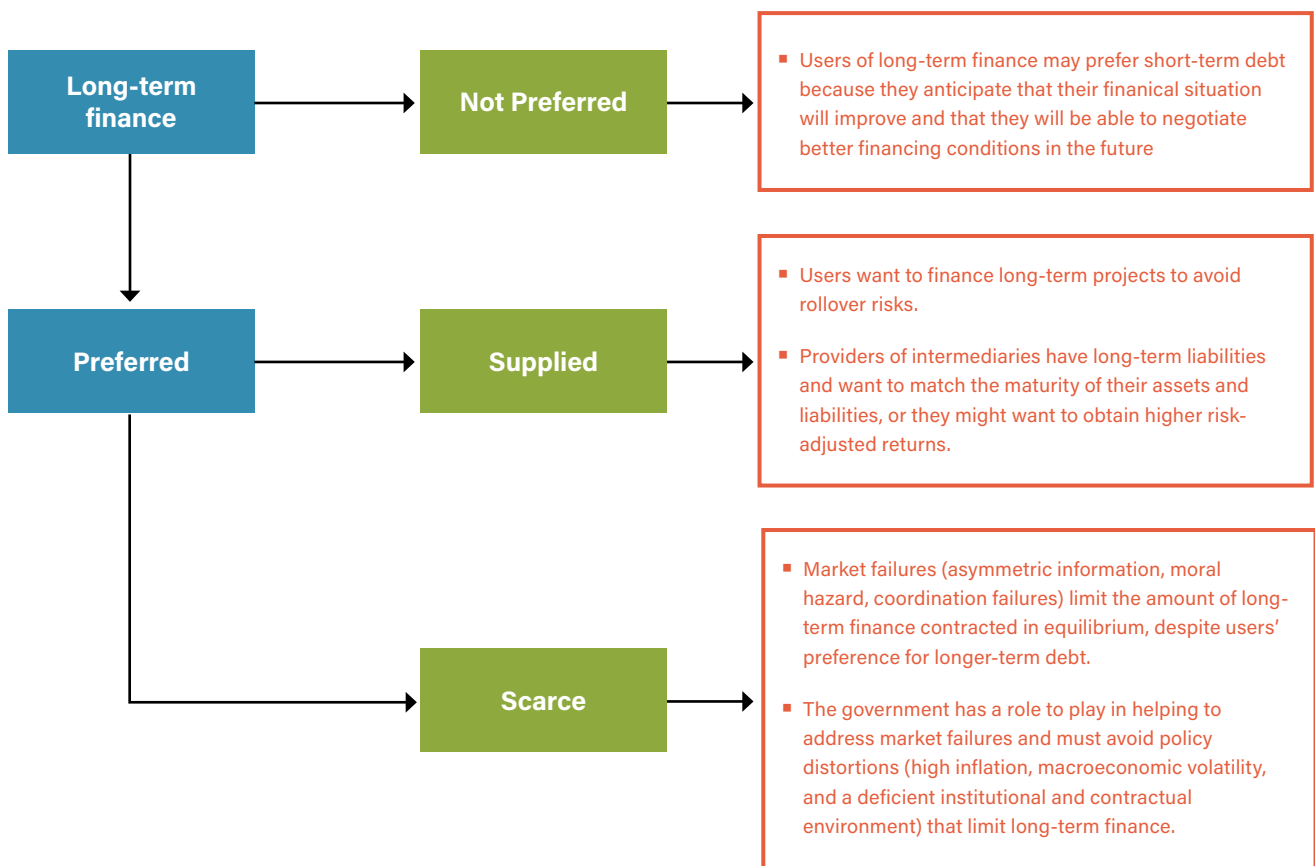 Long-term
finance
Not Preferred
▪ Users of long-term finance may prefer short-term debt
because they anticipate that their finanical situation
will improve and that they will be able to negotiate
better financing conditions in the future
Preferred
Supplied
▪ Users want to finance long-term projects to avoid
rollover risks.
▪ Providers of intermediaries have long-term liabilities
and want to match the maturity of their assets and
liabilities, or they might want to obtain higher risk-
adjusted returns.
Scarce
▪ Market failures (asymmetric information, moral
hazard, coordination failures) limit the amount of long-
term finance contracted in equilibrium, despite users’
preference for longer-term debt.
▪ The government has a role to play in helping to
address market failures and must avoid policy
distortions (high inflation, macroeconomic volatility,
and a deficient institutional and contractual
environment) that limit long-term finance.